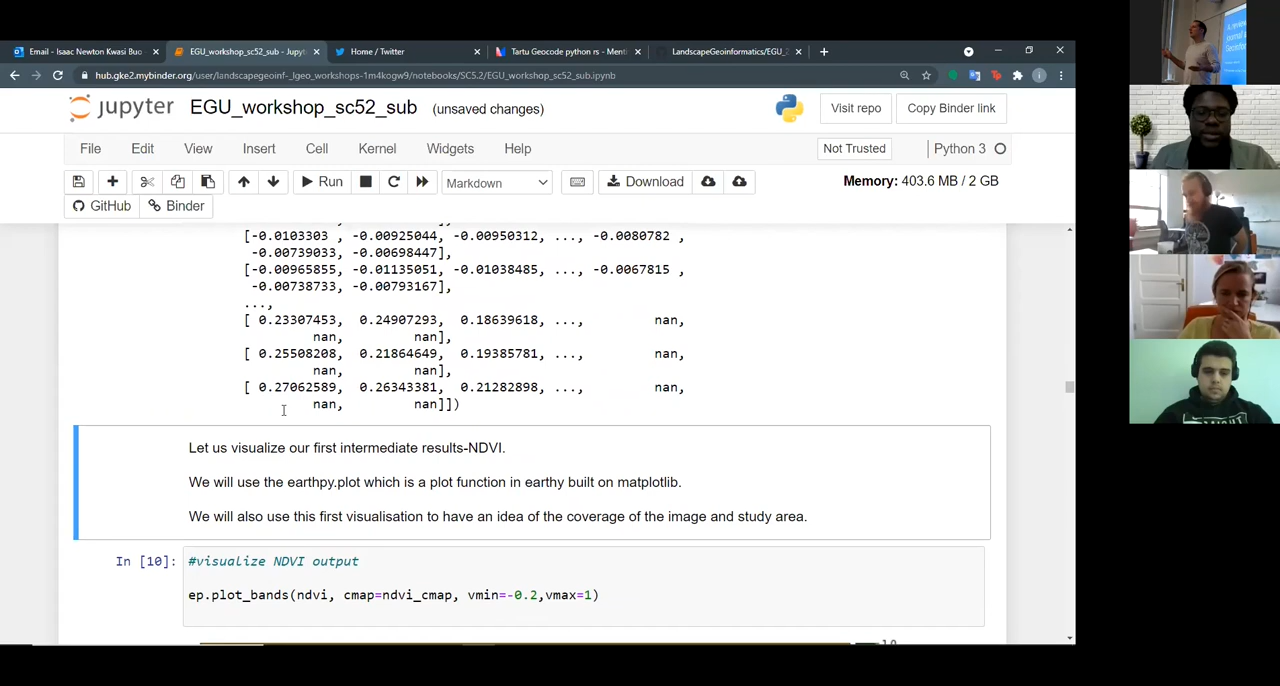 Email - Isaac Newton Kwasi Buo
EGU_workshop_sc52_sub - Jupyt
Home / Twitter
Tartu Geocode python rs - Menti
LandscapeGeoinformatics/EGU_2
hub.gke2.mybinder.org/user/landscapegeoinf-_lgeo_workshops-1m4kogw9/notebooks/SC5.2/EGU_workshop_sc52_sub.ipynb
jupyter EGU_workshop_sc52_sub (unsaved changes)
Visit repo Copy Binder link
File Edit View Insert Cell Kernel Widgets Help
Not Trusted Python 3
Run Markdown Download Memory: 403.6 MB / 2 GB
GitHub Binder
[-0.0103303 , -0.00925044, -0.00950312, ..., -0.0080782 ,
-0.00739033, -0.00698447],
[-0.00965855, -0.01135051, -0.01038485, ..., -0.0067815 ,
-0.00738733, -0.00793167],
...,
[ 0.23307453, 0.24907293, 0.18639618, ..., nan,
nan, nan],
[ 0.25508208, 0.21864649, 0.19385781, ..., nan,
nan, nan],
[ 0.27062589, 0.26343381, 0.21282898, ..., nan,
nan, nan]])
Let us visualize our first intermediate results-NDVI.
We will use the earthpy.plot which is a plot function in earthy built on matplotlib.
We will also use this first visualisation to have an idea of the coverage of the image and study area.
In [10]: #visualize NDVI output
ep.plot_bands(ndvi, cmap=ndvi_cmap, vmin=-0.2,vmax=1)